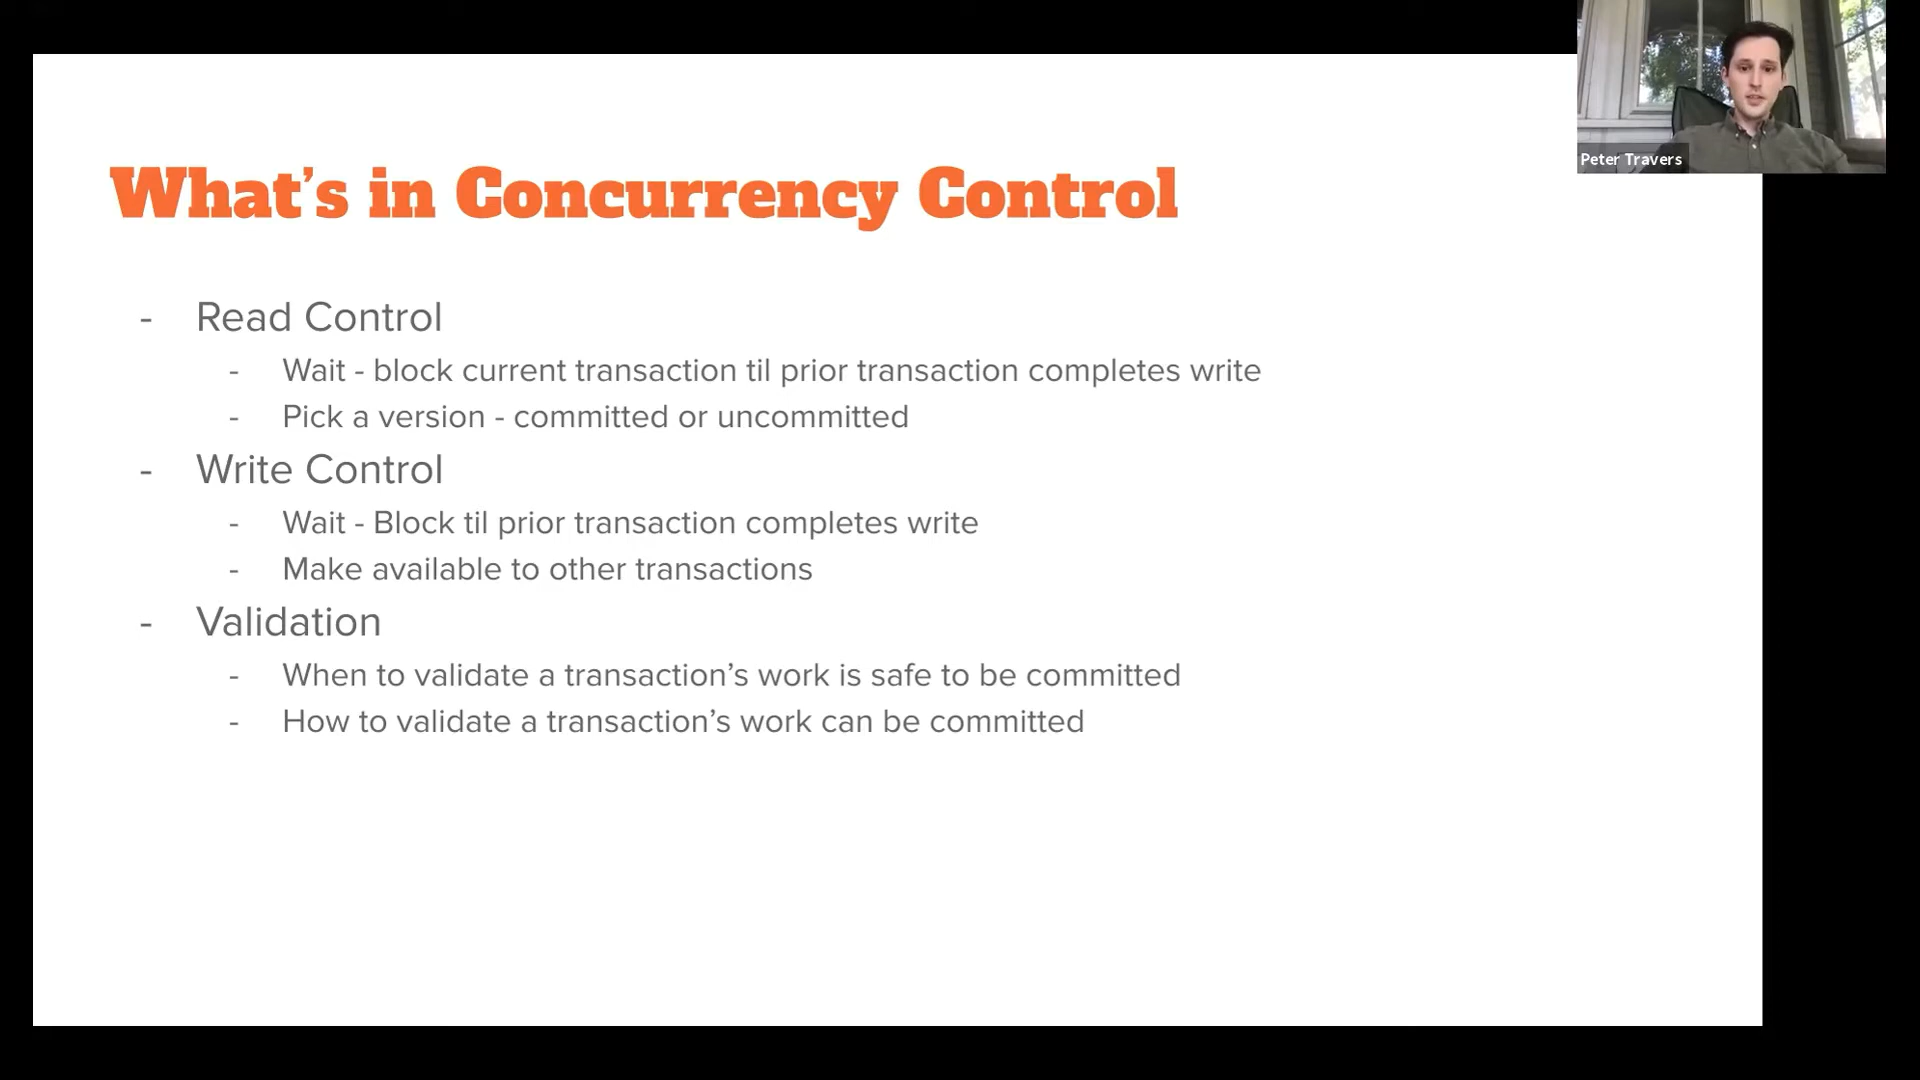 What's in Concurrency Control
- Read Control
- Wait - block current transaction til prior transaction completes write
- Pick a version - committed or uncommitted
- Write Control
- Wait - Block til prior transaction completes write
- Make available to other transactions
- Validation
- When to validate a transaction's work is safe to be committed
- How to validate a transaction's work can be committed
Peter Travers